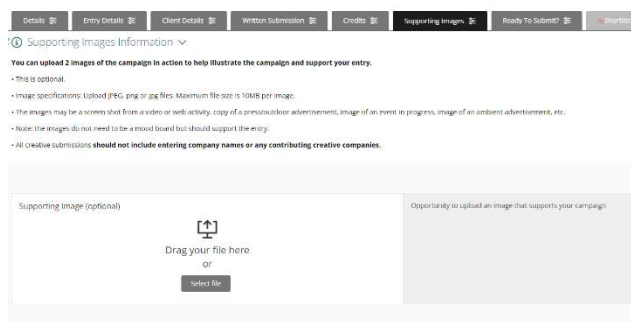 Details
Entry Details
Client Details
Written Submission
Credits
Supporting Images
Ready To Submit?
Shortlist
Supporting Images Information
You can upload 2 images of the campaign in action to help illustrate the campaign and support your entry.
• This is optional.
• Image specifications: Upload JPEG, png or jpg files. Maximum file size is 10MB per image.
• The images may be a screen shot from a video or web activity, copy of a press/outdoor advertisement, image of an event in progress, image of an ambient advertisement, etc.
• Note: the images do not need to be a mood board but should support the entry.
• All creative submissions should not include entering company names or any contributing creative companies.
Supporting Image (optional)
Opportunity to upload an image that supports your campaign
Drag your file here
or
Select file